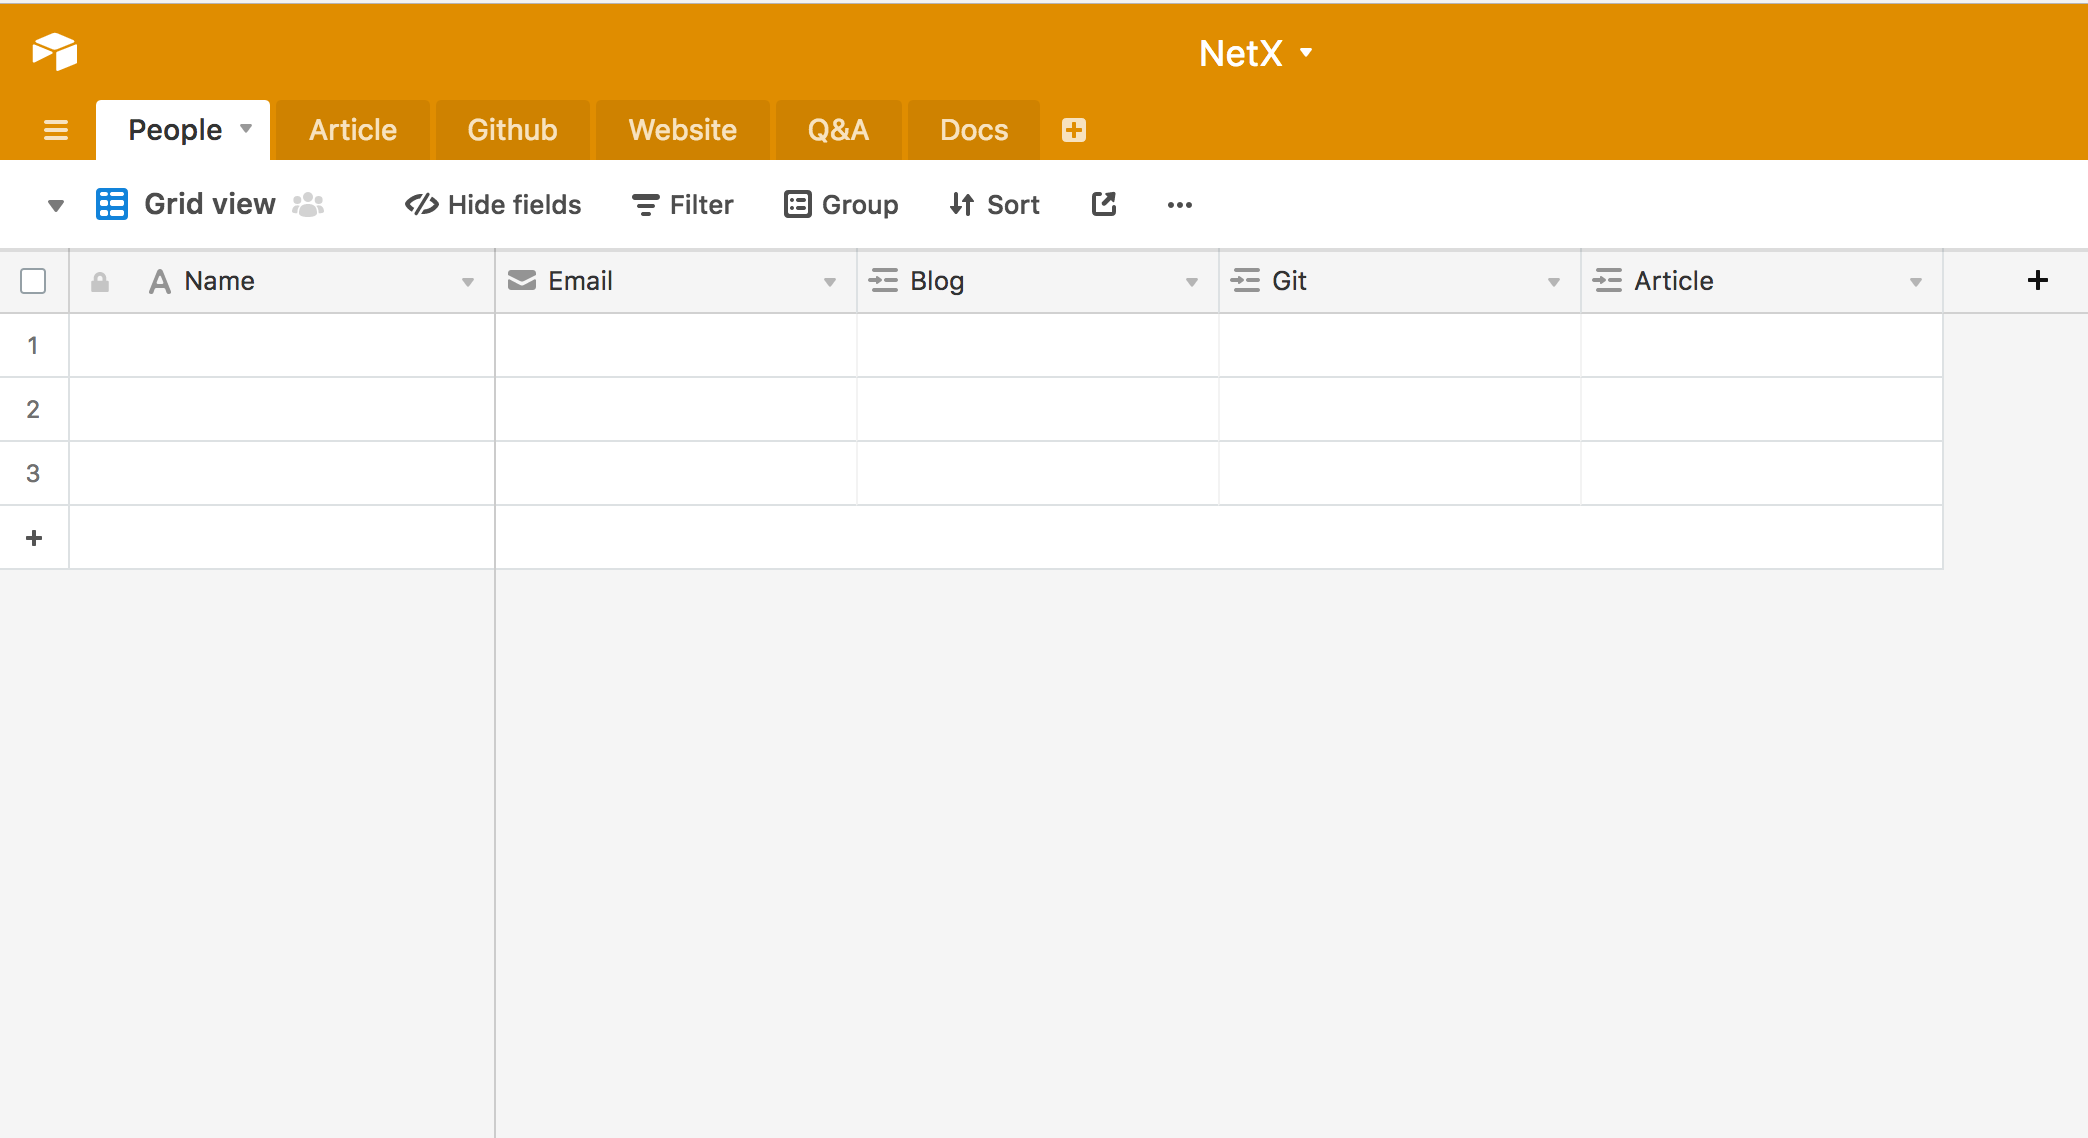 NetX
People Article Github Website Q&A Docs
Grid view Hide fields Filter Group Sort
Name Email Blog Git Article
1
2
3